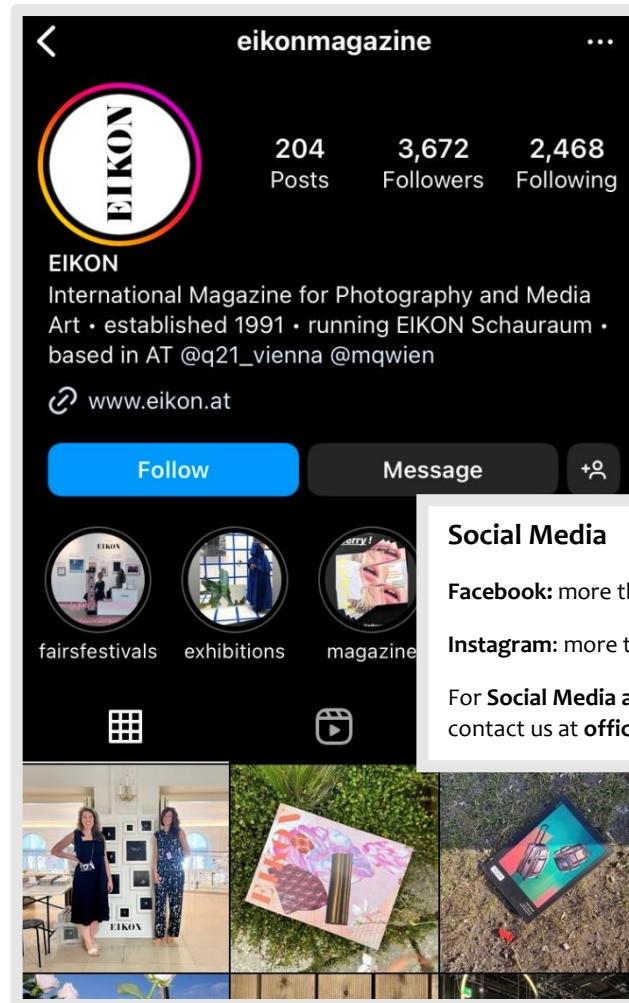 eikonmagazine
EIKON
204
Posts
3,672
Followers
2,468
Following
EIKON
International Magazine for Photography and Media
Art • established 1991 • running EIKON Schauraum •
based in AT @q21_vienna @mqwien
www.eikon.at
Follow
Message
EIKON
erry!
fairsfestivals
exhibitions
magazine
Social Media
Facebook: more th
Instagram: more t
For Social Media a
contact us at offic
EIKON
EIKON